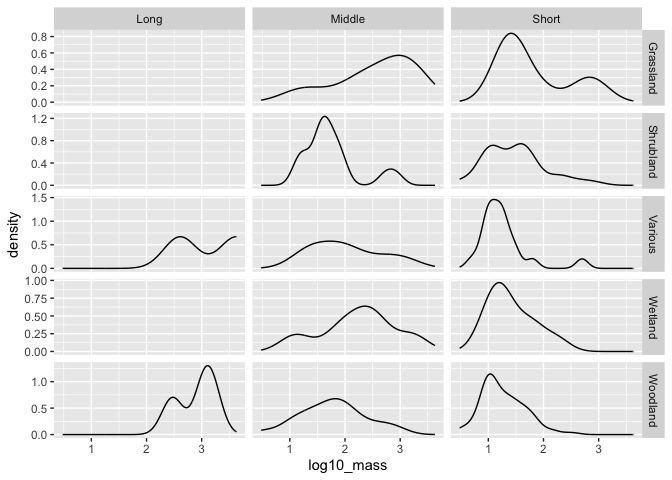 Long Middle Short
0.8
0.6
0.4
0.2
0.0
Grassland
1.2
0.8
0.4
0.0
Shrubland
1.5
1.0
0.5
0.0
Various
1.00
0.75
0.50
0.25
0.00
Wetland
1.0
0.5
0.0
Woodland
density
1 2 3 1 2 3 1 2 3
log10_mass